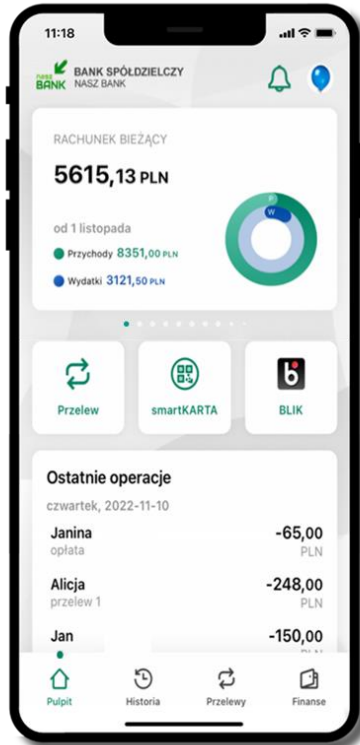 11:18
NASZ BANK
BANK SPÓŁDZIELCZY
NASZ BANK
RACHUNEK BIEŻĄCY
5615,13 PLN
od 1 listopada
Przychody 8351,00 PLN
Wydatki 3121,50 PLN
P
W
Przelew
smartKARTA
BLIK
Ostatnie operacje
czwartek, 2022-11-10
Janina -65,00
opłata PLN
Alicja -248,00
przelew 1 PLN
Jan -150,00
Pulpit
Historia
Przelewy
Finanse